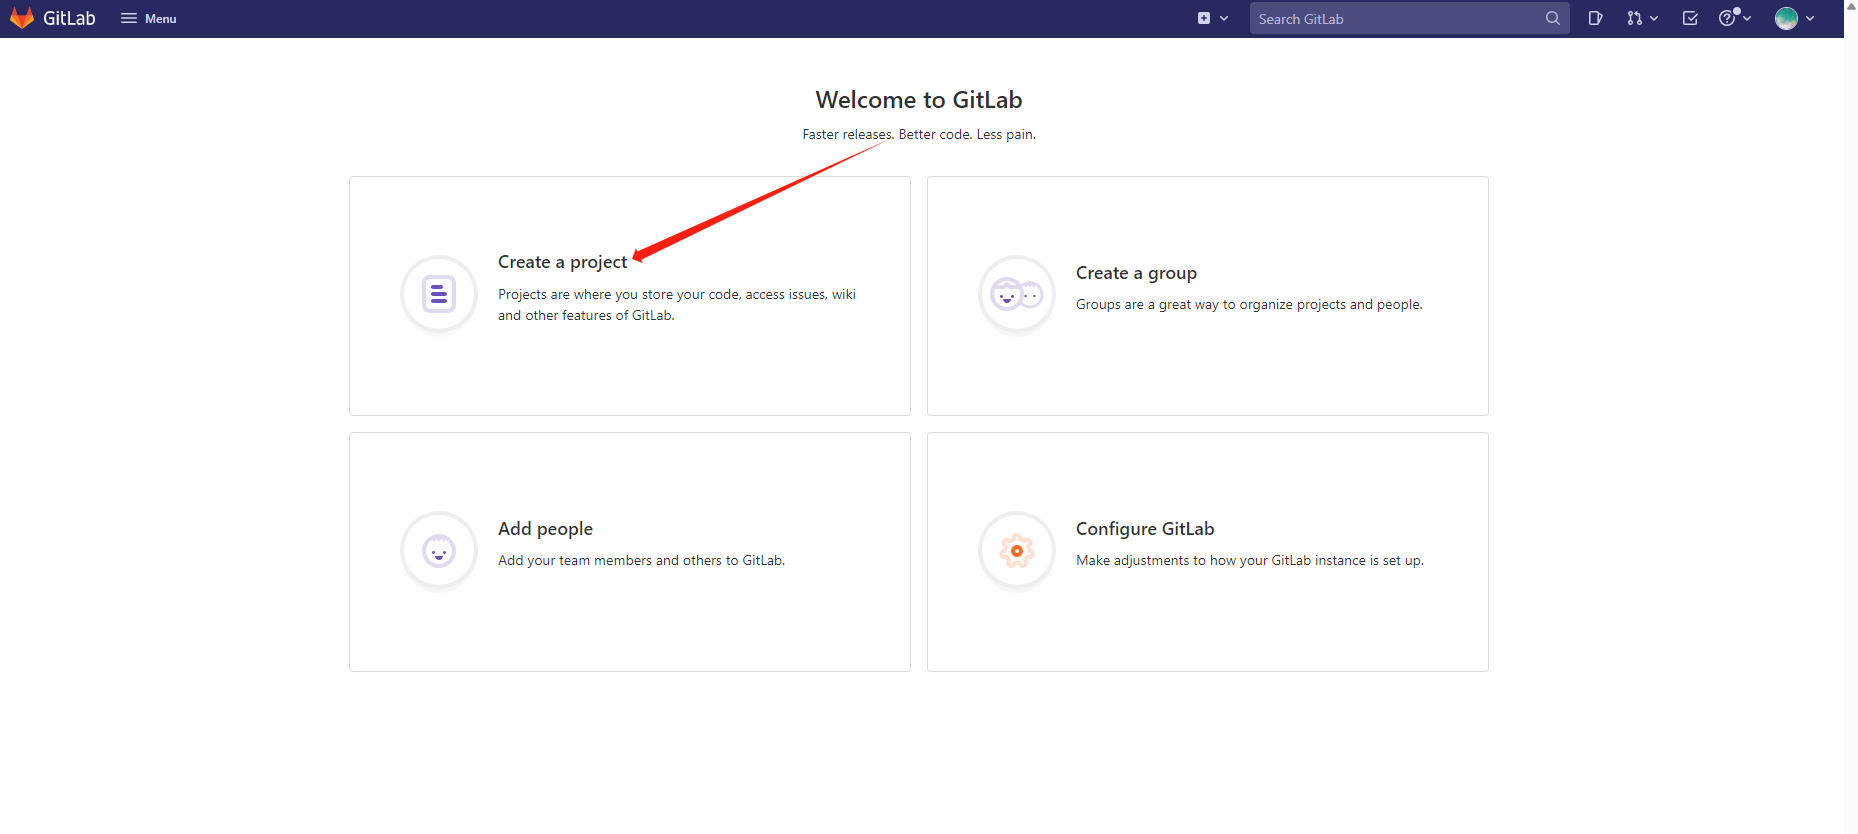 GitLab
Menu
Search GitLab
Welcome to GitLab
Faster releases. Better code. Less pain.
Create a project
Projects are where you store your code, access issues, wiki
and other features of GitLab.
Create a group
Groups are a great way to organize projects and people.
Add people
Add your team members and others to GitLab.
Configure GitLab
Make adjustments to how your GitLab instance is set up.